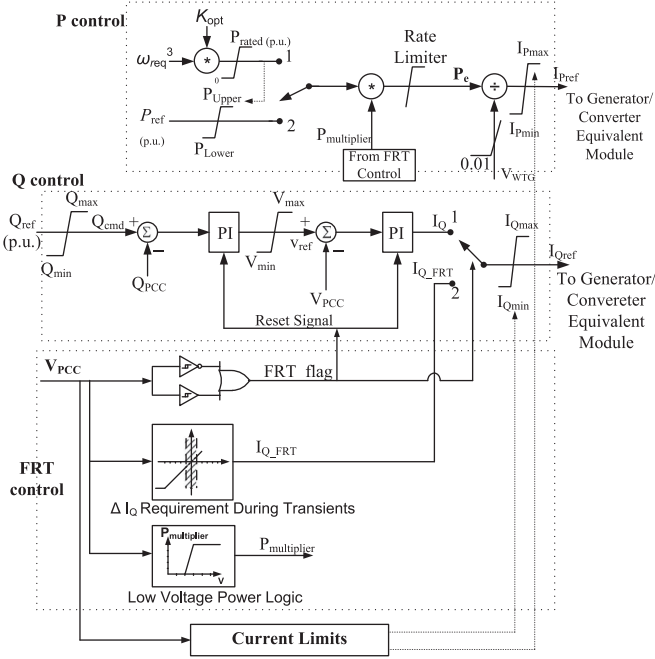 P control
K_opt
ω_req^3
*
P_rated (p.u.)
0
1
P_Upper
P_ref
(p.u.)
P_Lower
2
*
Rate
Limiter
P_e
÷
I_Pmax
I_Pref
I_Pmin
To Generator/
Converter
Equivalent
Module
P_multiplier
From FRT
Control
0.01
V_WTG
Q control
Q_ref
(p.u.)
Q_max
Q_min
Q_cmd
+
Σ
−
Q_PCC
PI
V_max
V_min
+
v_ref
Σ
−
V_PCC
PI
I_Q
1
I_Q_FRT
2
Reset Signal
I_Qmax
I_Qref
I_Qmin
To Generator/
Convereter
Equivalent
Module
V_PCC
FRT flag
FRT
control
I_Q_FRT
Δ I_Q Requirement During Transients
P_multiplier
v
P_multiplier
Low Voltage Power Logic
Current Limits